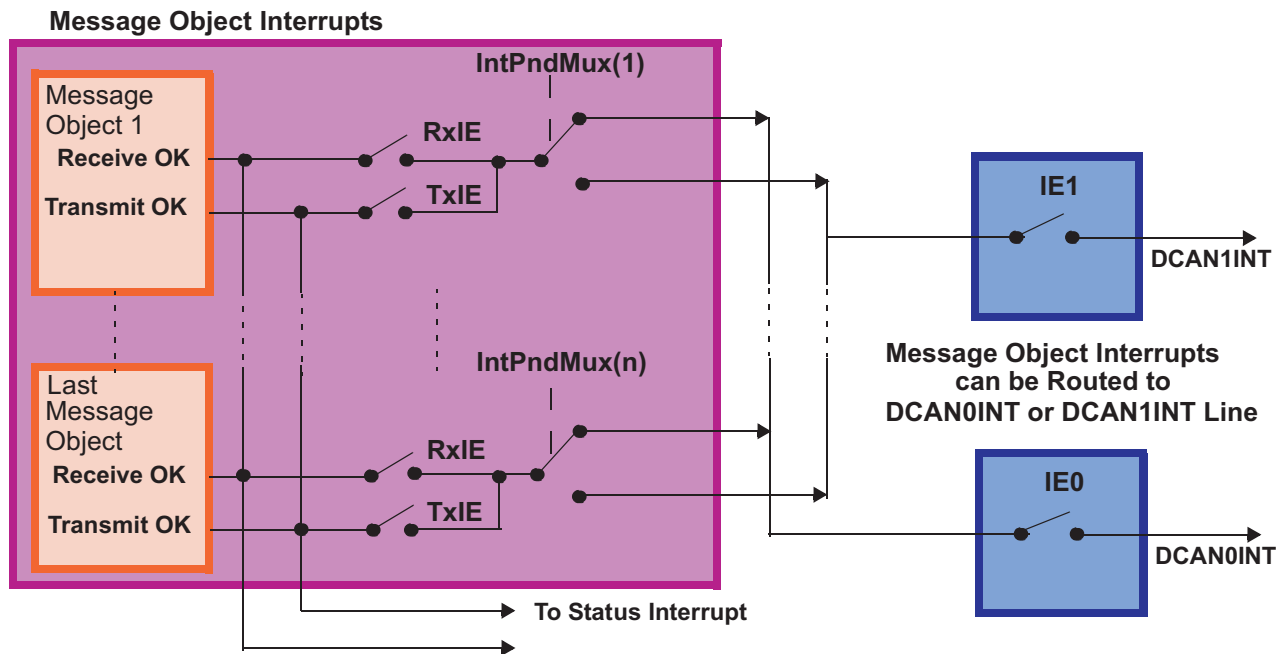 Message Object Interrupts
IntPndMux(1)
Message
Object 1
Receive OK
RxIE
Transmit OK
TxIE
IE1
DCAN1INT
IntPndMux(n)
Message Object Interrupts
can be Routed to
DCAN0INT or DCAN1INT Line
Last
Message
Object
Receive OK
RxIE
Transmit OK
TxIE
IE0
DCAN0INT
To Status Interrupt